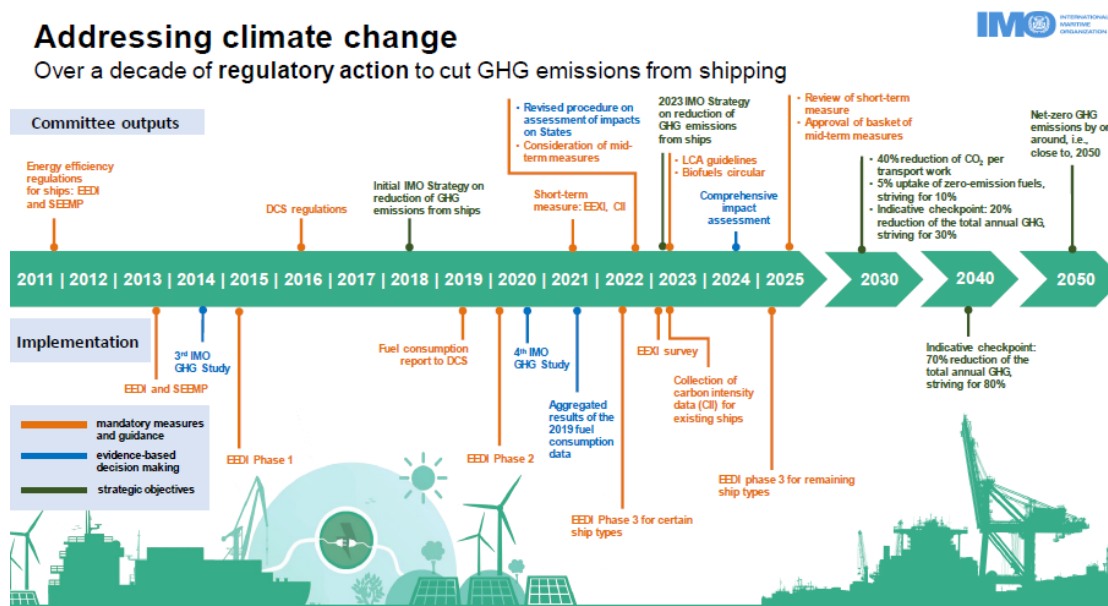 Addressing climate change
Over a decade of regulatory action to cut GHG emissions from shipping
IMO
INTERNATIONAL
MARITIME
ORGANIZATION
Committee outputs
Energy efficiency
regulations
for ships: EEDI
and SEEMP
DCS regulations
Initial IMO Strategy on
reduction of GHG
emissions from ships
• Revised procedure on
assessment of impacts
on States
• Consideration of mid-
term measures
Short-term
measure: EEXI, CII
2023 IMO Strategy
on reduction of
GHG emissions
from ships
• LCA guidelines
• Biofuels circular
Comprehensive
impact
assessment
• Review of short-term
measure
• Approval of basket of
mid-term measures
• 40% reduction of CO₂ per
transport work
• 5% uptake of zero-emission fuels,
striving for 10%
• Indicative checkpoint: 20%
reduction of the total annual GHG,
striving for 30%
Net-zero GHG
emissions by or
around, i.e.,
close to, 2050
2011 | 2012 | 2013 | 2014 | 2015 | 2016 | 2017 | 2018 | 2019 | 2020 | 2021 | 2022 | 2023 | 2024 | 2025
2030
2040
2050
Implementation
EEDI and SEEMP
3rd IMO
GHG Study
EEDI Phase 1
Fuel consumption
report to DCS
EEDI Phase 2
4th IMO
GHG Study
Aggregated
results of the
2019 fuel
consumption
data
EEDI Phase 3 for certain
ship types
EEXI survey
Collection of
carbon intensity
data (CII) for
existing ships
EEDI phase 3 for remaining
ship types
Indicative checkpoint:
70% reduction of the
total annual GHG,
striving for 80%
mandatory measures
and guidance
evidence-based
decision making
strategic objectives